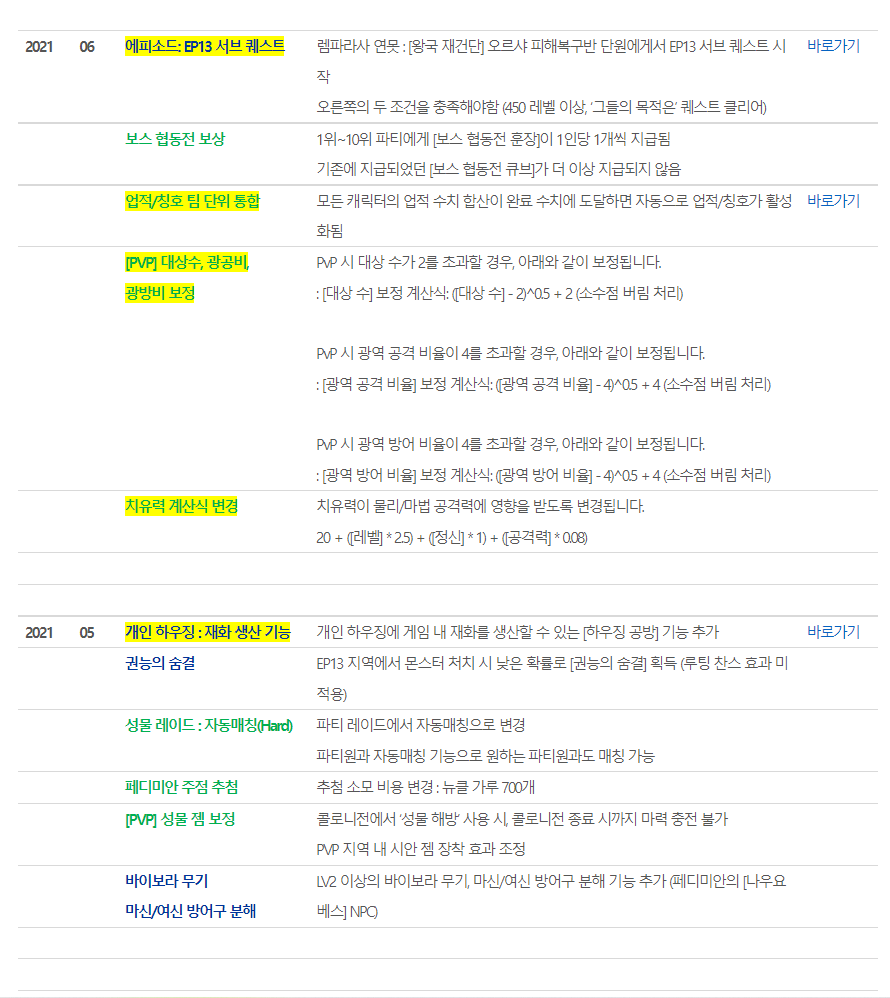 2021 06 에피소드: EP13 서브 퀘스트 렘파라사 연못 : [왕국 재건단] 오르샤 피해복구반 단원에게서 EP13 서브 퀘스트 시 바로가기
작
오른쪽의 두 조건을 충족해야함 (450 레벨 이상, '그들의 목적은' 퀘스트 클리어)
보스 협동전 보상 1위~10위 파티에게 [보스 협동전 훈장]이 1인당 1개씩 지급됨
기존에 지급되었던 [보스 협동전 큐브]가 더 이상 지급되지 않음
업적/칭호 팀 단위 통합 모든 캐릭터의 업적 수치 합산이 완료 수치에 도달하면 자동으로 업적/칭호가 활성 바로가기
화됨
[PVP] 대상수, 광공비, PvP 시 대상 수가 2를 초과할 경우, 아래와 같이 보정됩니다.
광방비 보정 : [대상 수] 보정 계산식: ([대상 수] - 2)^0.5 + 2 (소수점 버림 처리)
PvP 시 광역 공격 비율이 4를 초과할 경우, 아래와 같이 보정됩니다.
: [광역 공격 비율] 보정 계산식: ([광역 공격 비율] - 4)^0.5 + 4 (소수점 버림 처리)
PvP 시 광역 방어 비율이 4를 초과할 경우, 아래와 같이 보정됩니다.
: [광역 방어 비율] 보정 계산식: ([광역 방어 비율] - 4)^0.5 + 4 (소수점 버림 처리)
치유력 계산식 변경 치유력이 물리/마법 공격력에 영향을 받도록 변경됩니다.
20 + ([레벨] * 2.5) + ([정신] * 1) + ([공격력] * 0.08)
2021 05 개인 하우징 : 재화 생산 기능 개인 하우징에 게임 내 재화를 생산할 수 있는 [하우징 공방] 기능 추가 바로가기
권능의 숨결 EP13 지역에서 몬스터 처치 시 낮은 확률로 [권능의 숨결] 획득 (루팅 찬스 효과 미
적용)
성물 레이드 : 자동매칭(Hard) 파티 레이드에서 자동매칭으로 변경
파티원과 자동매칭 기능으로 원하는 파티원과도 매칭 가능
페디미안 주점 추첨 추첨 소모 비용 변경 : 뉴클 가루 700개
[PVP] 성물 젬 보정 콜로니전에서 '성물 해방' 사용 시, 콜로니전 종료 시까지 마력 충전 불가
PVP 지역 내 시안 젬 장착 효과 조정
바이보라 무기 LV2 이상의 바이보라 무기, 마신/여신 방어구 분해 기능 추가 (페디미안의 [나우요
마신/여신 방어구 분해 베스] NPC)